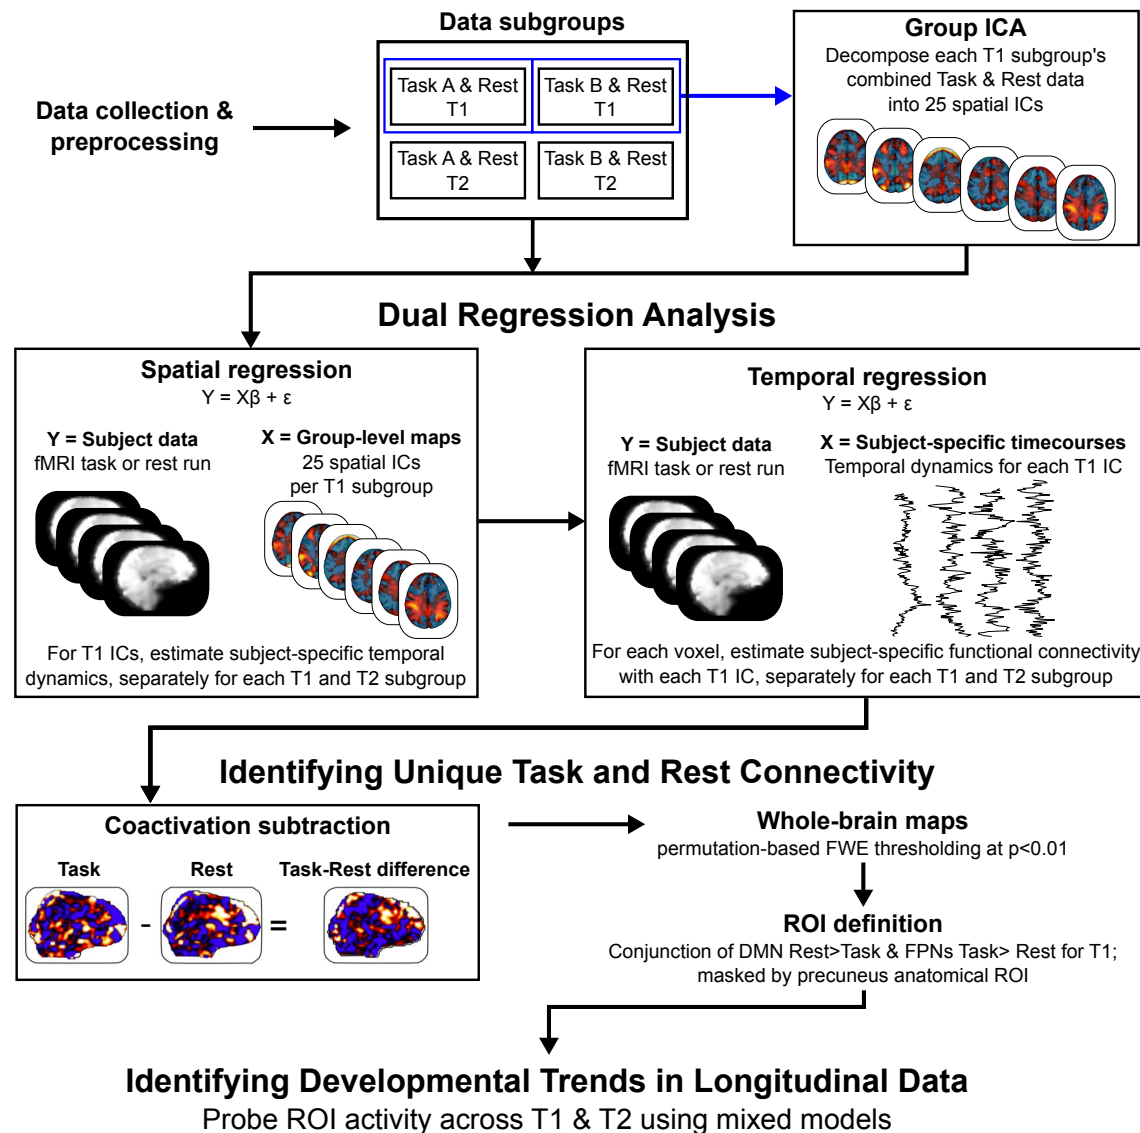 Data subgroups
Data collection &
preprocessing
Task A & Rest
T1
Task B & Rest
T1
Task A & Rest
T2
Task B & Rest
T2
Group ICA
Decompose each T1 subgroup's
combined Task & Rest data
into 25 spatial ICs
Dual Regression Analysis
Spatial regression
Y = Xβ + ε
Y = Subject data
fMRI task or rest run
X = Group-level maps
25 spatial ICs
per T1 subgroup
For T1 ICs, estimate subject-specific temporal
dynamics, separately for each T1 and T2 subgroup
Temporal regression
Y = Xβ + ε
Y = Subject data
fMRI task or rest run
X = Subject-specific timecourses
Temporal dynamics for each T1 IC
For each voxel, estimate subject-specific functional connectivity
with each T1 IC, separately for each T1 and T2 subgroup
Identifying Unique Task and Rest Connectivity
Coactivation subtraction
Task
Rest
Task-Rest difference
- =
Whole-brain maps
permutation-based FWE thresholding at p<0.01
ROI definition
Conjunction of DMN Rest>Task & FPNs Task> Rest for T1;
masked by precuneus anatomical ROI
Identifying Developmental Trends in Longitudinal Data
Probe ROI activity across T1 & T2 using mixed models